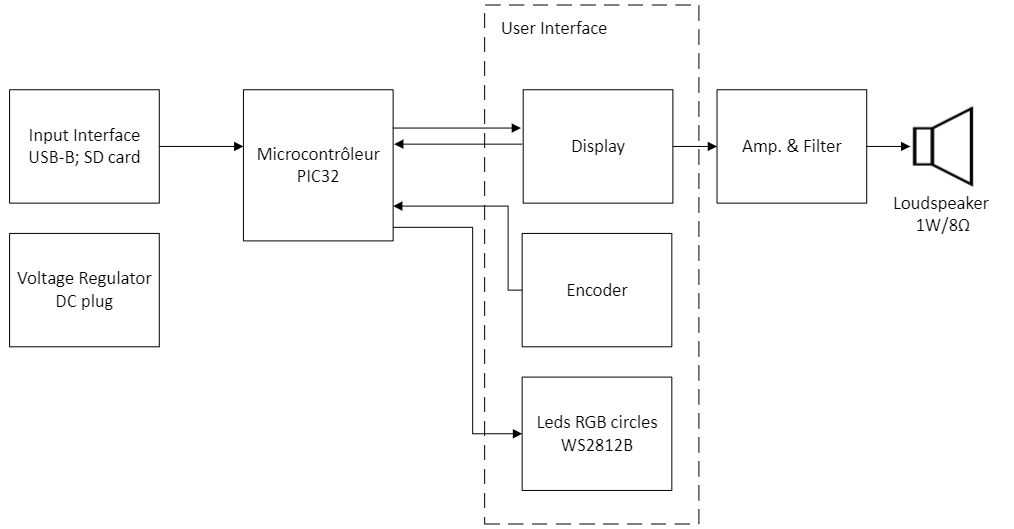 User Interface
Input Interface
USB-B; SD card
Microcontrôleur
PIC32
Display
Amp. & Filter
Loudspeaker
1W/8Ω
Voltage Regulator
DC plug
Encoder
Leds RGB circles
WS2812B